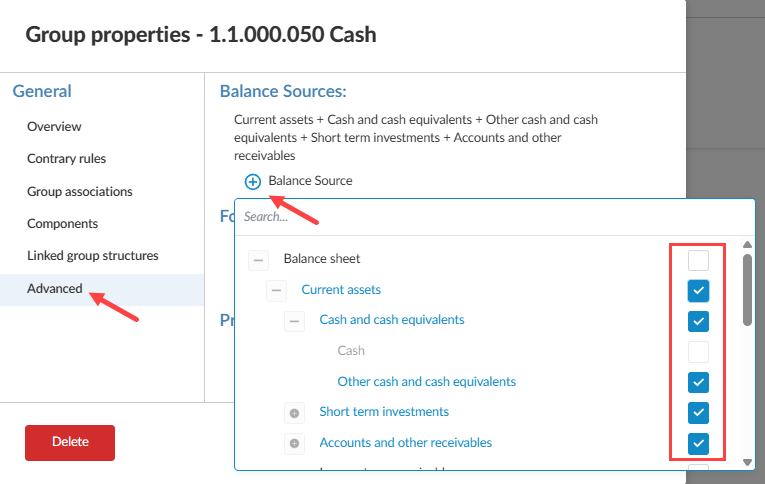 Group properties - 1.1.000.050 Cash
General
Overview
Contrary rules
Group associations
Components
Linked group structures
Advanced
Delete
Balance Sources:
Current assets + Cash and cash equivalents + Other cash and cash
equivalents + Short term investments + Accounts and other
receivables
Balance Source
Search...
Balance sheet
Current assets
Cash and cash equivalents
Cash
Other cash and cash equivalents
Short term investments
Accounts and other receivables